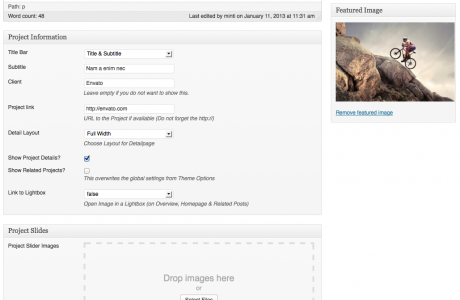 Path: p
Word count: 48 Last edited by minti on January 11, 2013 at 11:31 am
Project Information
Title Bar Title & Subtitle
Subtitle Nam a enim nec
Client Envato
Leave empty if you do not want to show this.
Project link http://envato.com
URL to the Project if available (Do not forget the http://)
Detail Layout Full Width
Choose Layout for Detailpage
Show Project Details?
Show Related Projects?
This overwrites the global settings from Theme Options
Link to Lightbox false
Open Image in a Lightbox (on Overview, Homepage & Related Posts)
Project Slides
Project Slider Images
Drop images here
or
Select Files
Featured Image
Remove featured image